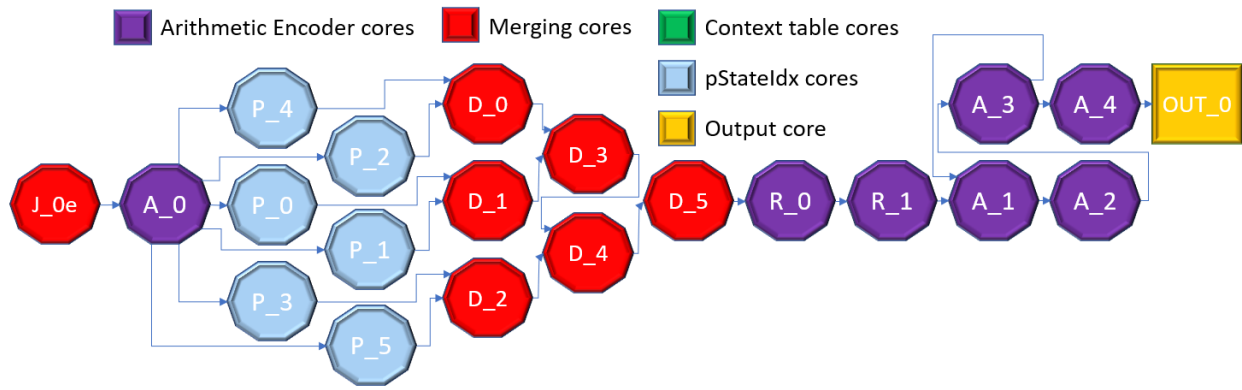 Arithmetic Encoder cores
Merging cores
Context table cores
pStateIdx cores
Output core
P_4
D_0
A_3
A_4
OUT_0
P_2
D_3
J_0e
A_0
P_0
D_1
D_5
R_0
R_1
A_1
A_2
P_1
D_4
P_3
D_2
P_5